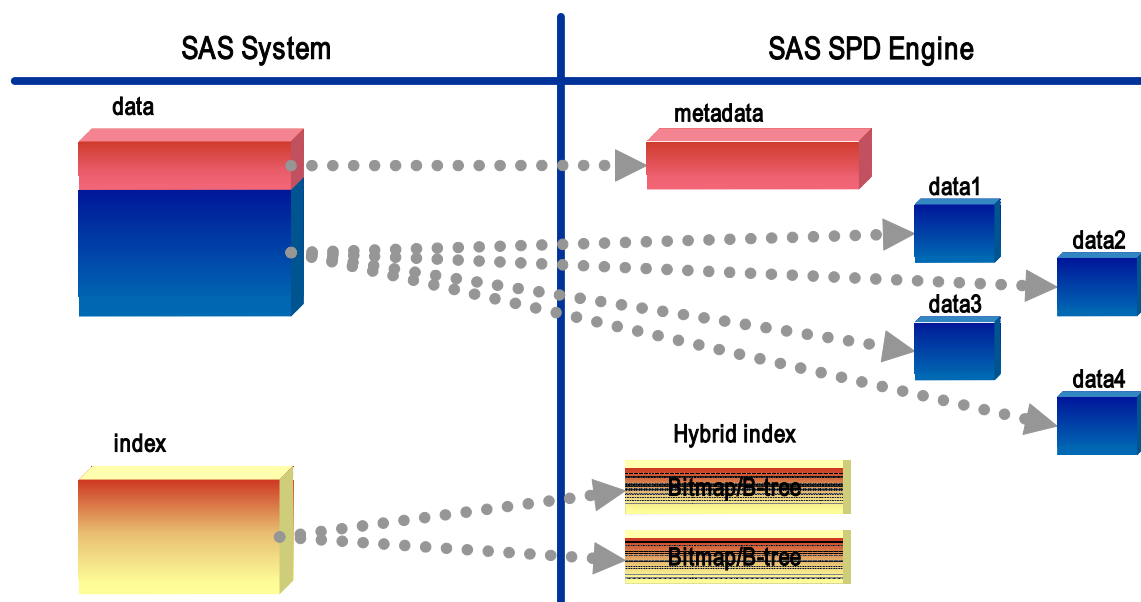 SAS System
SAS SPD Engine
data
metadata
data1
data2
data3
data4
index
Hybrid index
Bitmap/B-tree
Bitmap/B-tree